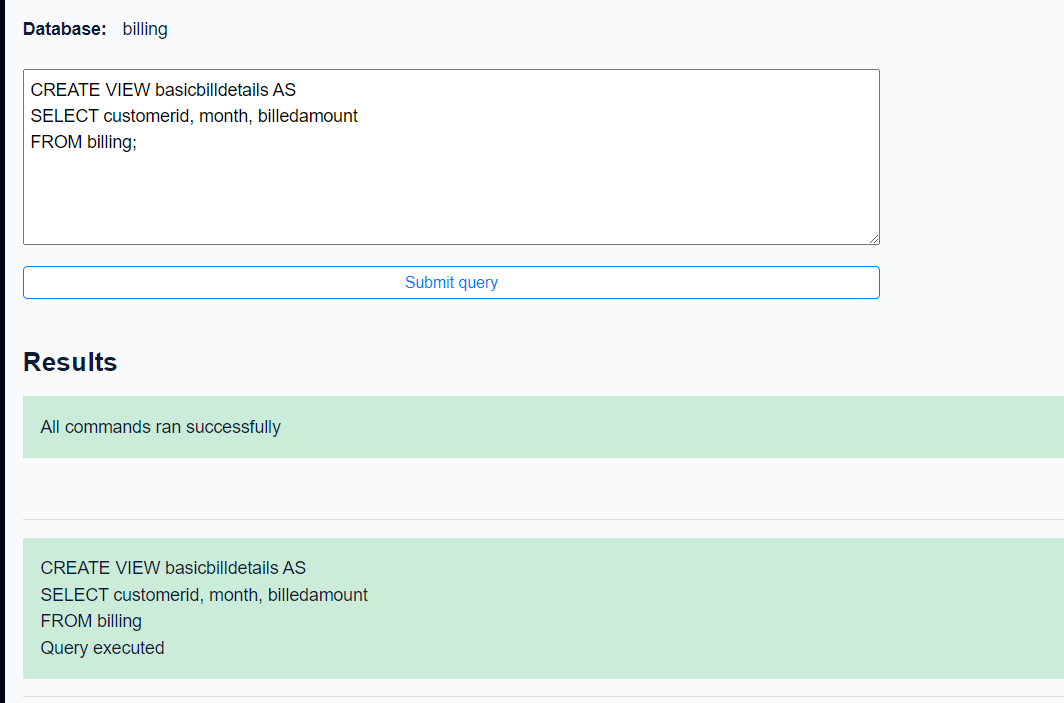 Database: billing
CREATE VIEW basicbilldetails AS
SELECT customerid, month, billedamount
FROM billing;
Submit query
Results
All commands ran successfully
CREATE VIEW basicbilldetails AS
SELECT customerid, month, billedamount
FROM billing
Query executed